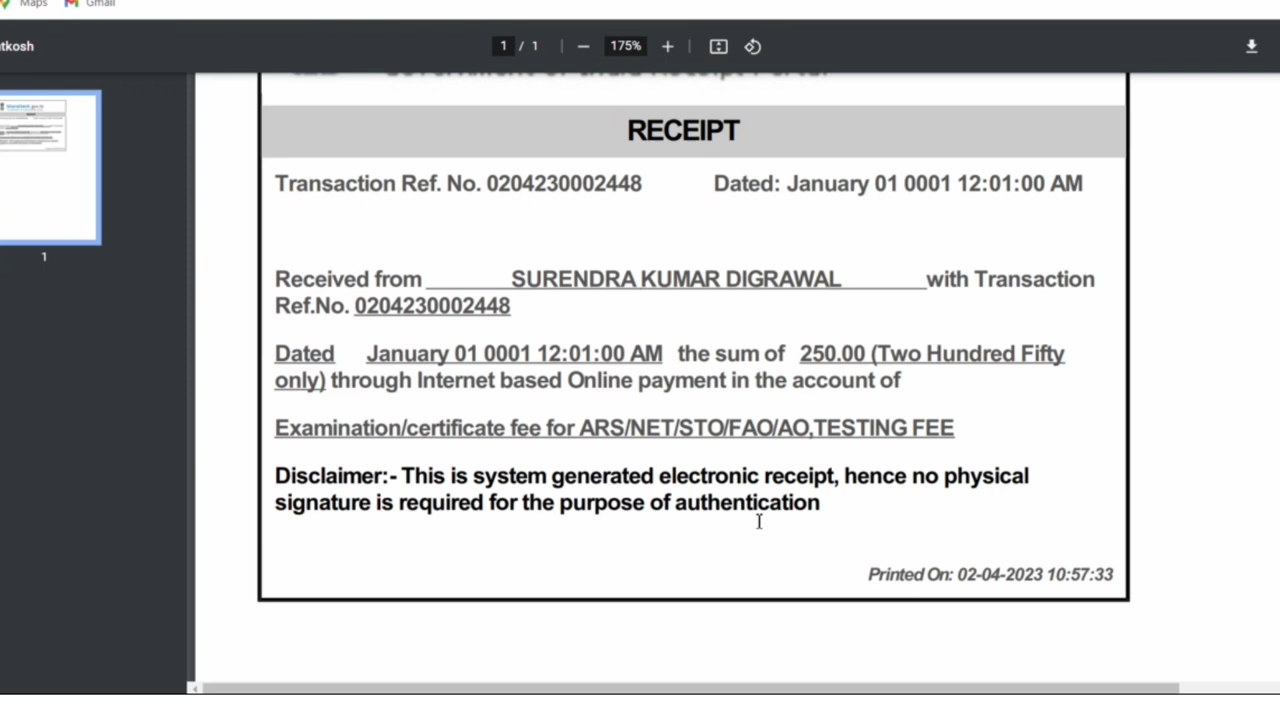 Maps Gmail
tkosh
1 / 1 175%
RECEIPT
Transaction Ref. No. 0204230002448 Dated: January 01 0001 12:01:00 AM
Received from SURENDRA KUMAR DIGRAWAL with Transaction
Ref.No. 0204230002448
Dated January 01 0001 12:01:00 AM the sum of 250.00 (Two Hundred Fifty
only) through Internet based Online payment in the account of
Examination/certificate fee for ARS/NET/STO/FAO/AO,TESTING FEE
Disclaimer:- This is system generated electronic receipt, hence no physical
signature is required for the purpose of authentication
Printed On: 02-04-2023 10:57:33
1